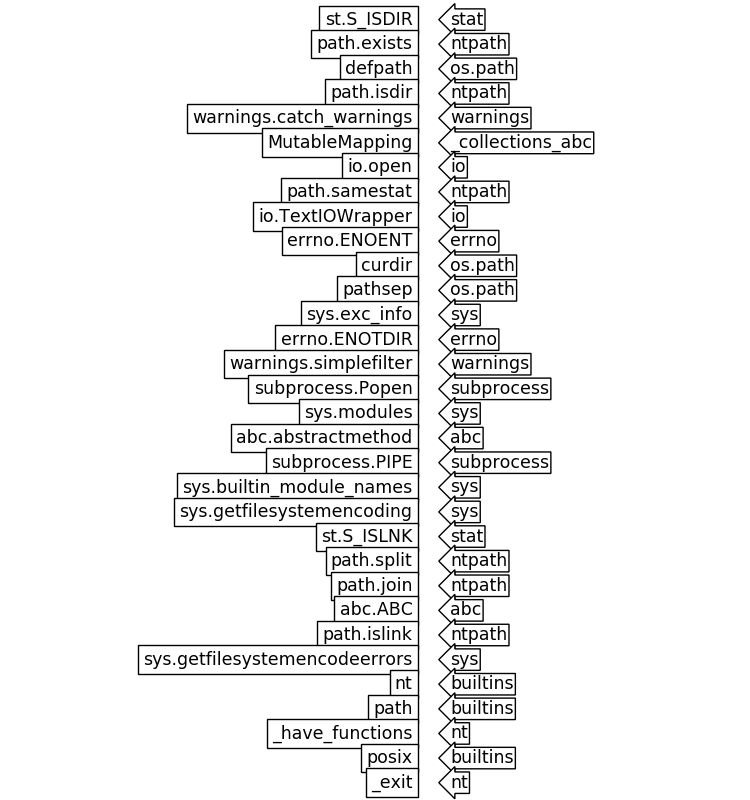 st.S_ISDIR stat
path.exists ntpath
defpath os.path
path.isdir ntpath
warnings.catch_warnings warnings
MutableMapping _collections_abc
io.open io
path.samestat ntpath
io.TextIOWrapper io
errno.ENOENT errno
curdir os.path
pathsep os.path
sys.exc_info sys
errno.ENOTDIR errno
warnings.simplefilter warnings
subprocess.Popen subprocess
sys.modules sys
abc.abstractmethod abc
subprocess.PIPE subprocess
sys.builtin_module_names sys
sys.getfilesystemencoding sys
st.S_ISLNK stat
path.split ntpath
path.join ntpath
abc.ABC abc
path.islink ntpath
sys.getfilesystemencodeerrors sys
nt builtins
path builtins
_have_functions nt
posix builtins
_exit nt